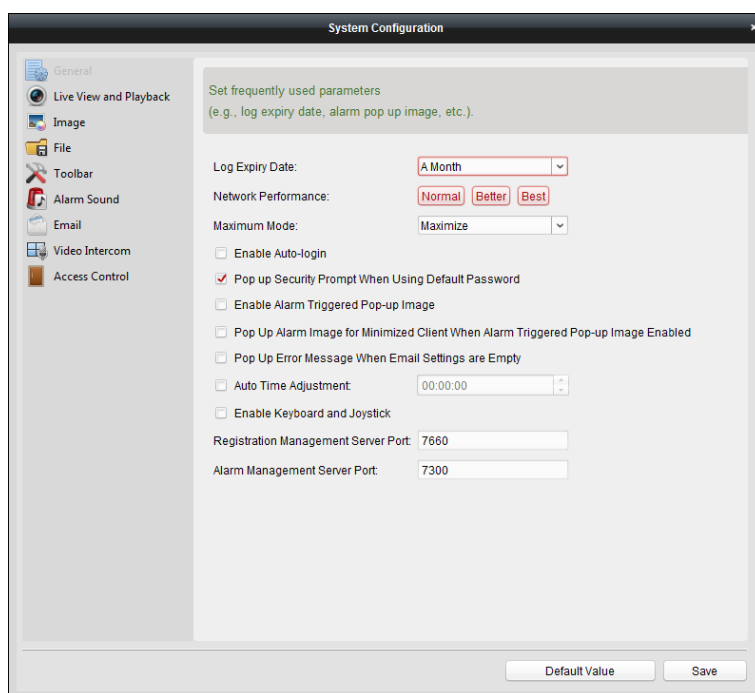 System Configuration
General
Live View and Playback
Image
File
Toolbar
Alarm Sound
Email
Video Intercom
Access Control
Set frequently used parameters
(e.g., log expiry date, alarm pop up image, etc.).
Log Expiry Date: A Month
Network Performance: Normal Better Best
Maximum Mode: Maximize
Enable Auto-login
Pop up Security Prompt When Using Default Password
Enable Alarm Triggered Pop-up Image
Pop Up Alarm Image for Minimized Client When Alarm Triggered Pop-up Image Enabled
Pop Up Error Message When Email Settings are Empty
Auto Time Adjustment: 00:00:00
Enable Keyboard and Joystick
Registration Management Server Port: 7660
Alarm Management Server Port: 7300
Default Value Save